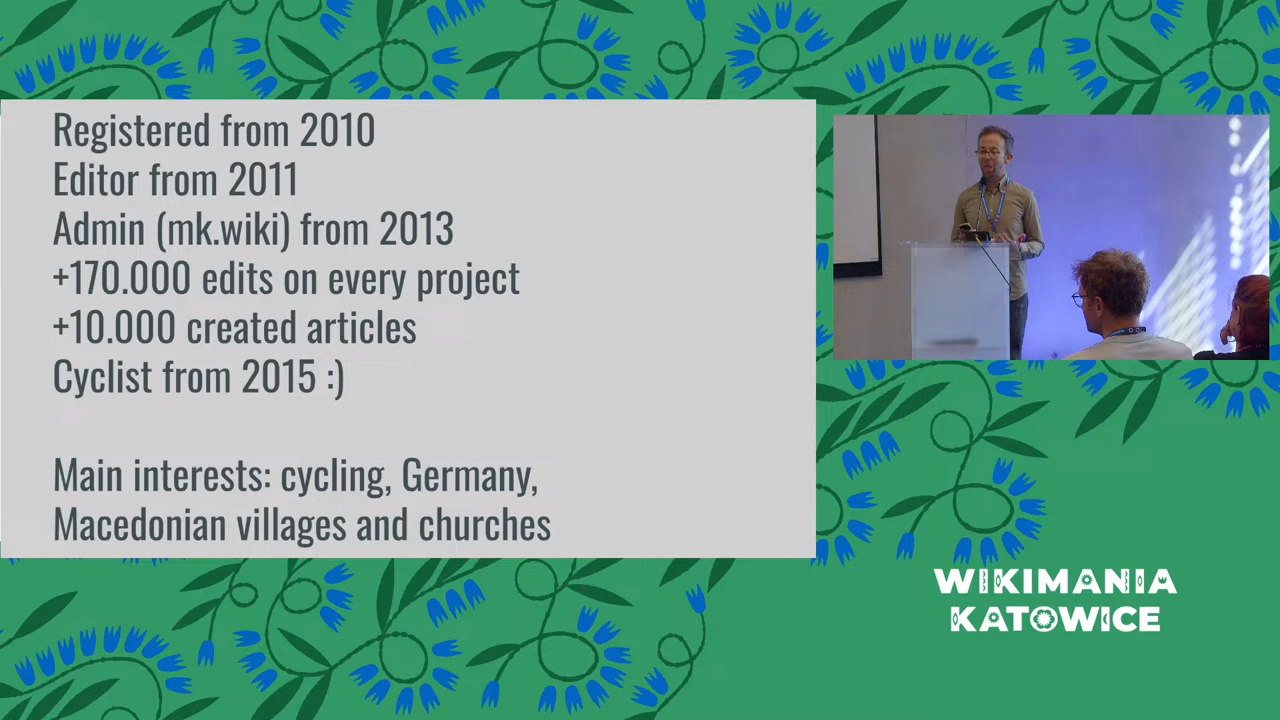 Registered from 2010
Editor from 2011
Admin (mk.wiki) from 2013
+170.000 edits on every project
+10.000 created articles
Cyclist from 2015 :)
Main interests: cycling, Germany,
Macedonian villages and churches
WIKIMANIA
KATOWICE